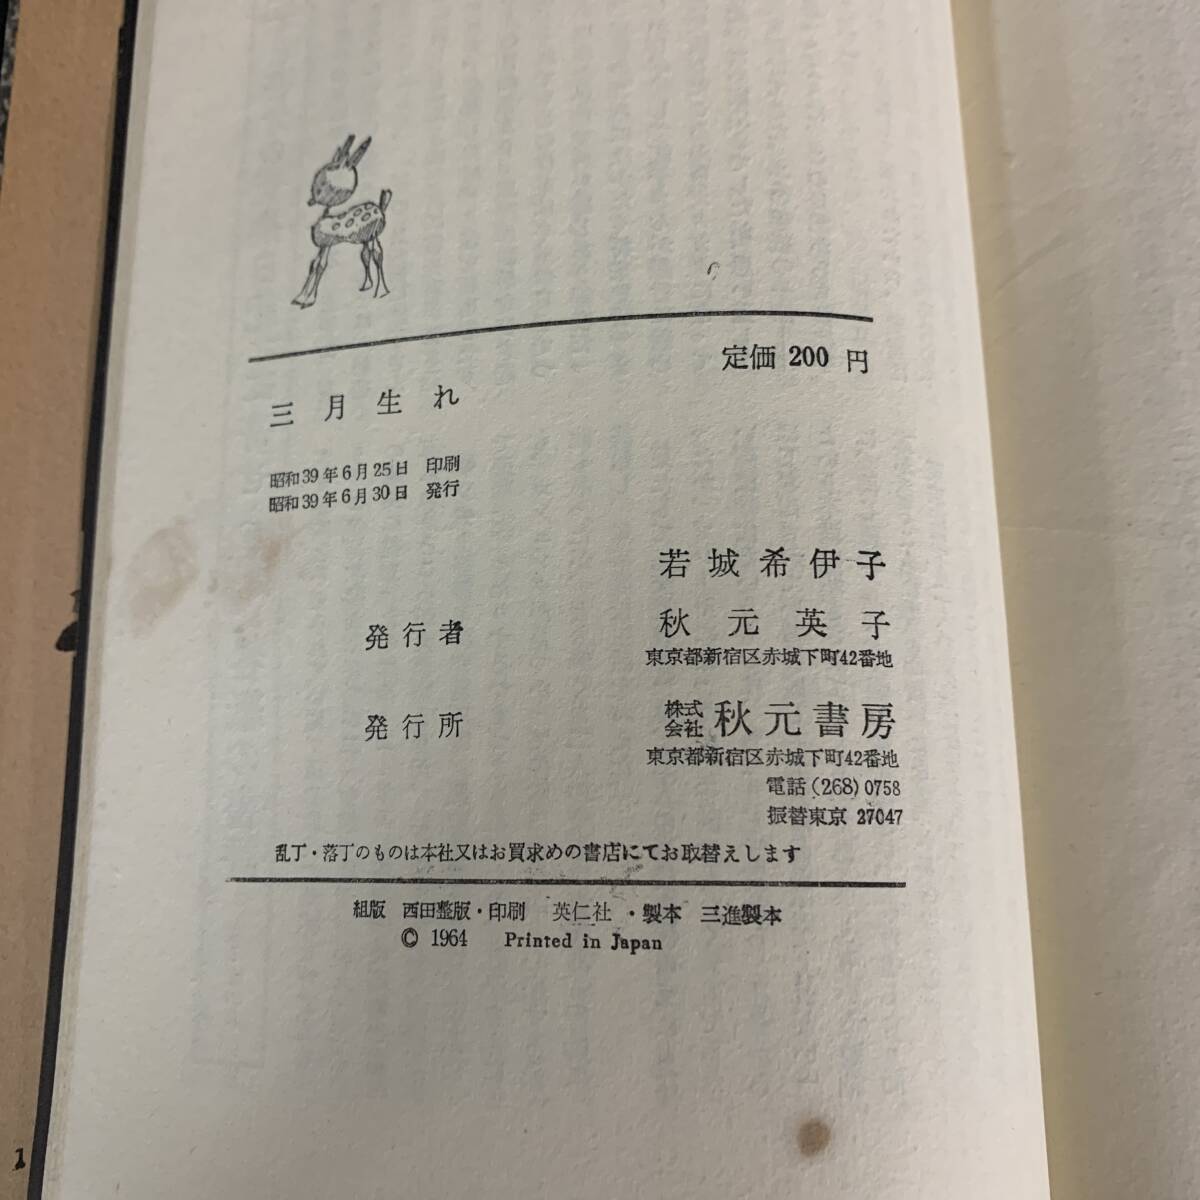 定価 200 円
三月生れ
昭和39年6月25日 印刷
昭和39年6月30日 発行
若城希伊子
発行者 秋元英子
東京都新宿区赤城下町42番地
発行所 株式会社 秋元書房
東京都新宿区赤城下町42番地
電話(268)0758
振替東京 27047
乱丁・落丁のものは本社又はお買求めの書店にてお取替えします
組版 西田整版・印刷 英仁社・製本 三進製本
© 1964 Printed in Japan
1